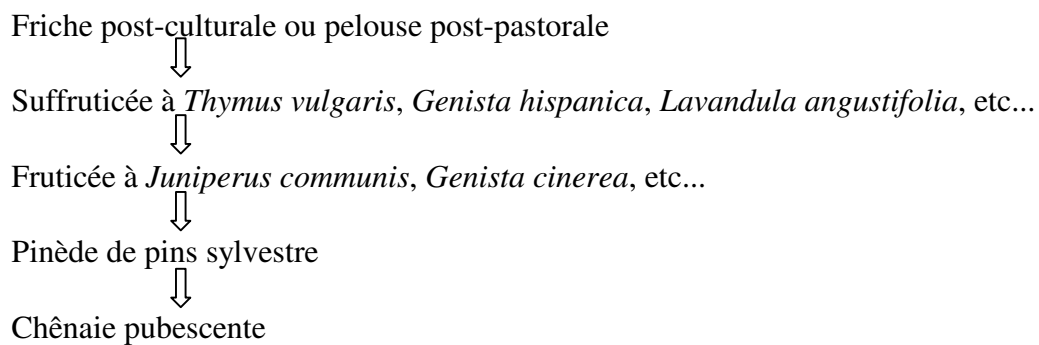 Friche post-culturale ou pelouse post-pastorale
Suffruticée à Thymus vulgaris, Genista hispanica, Lavandula angustifolia, etc...
Fruticée à Juniperus communis, Genista cinerea, etc...
Pinède de pins sylvestre
Chênaie pubescente